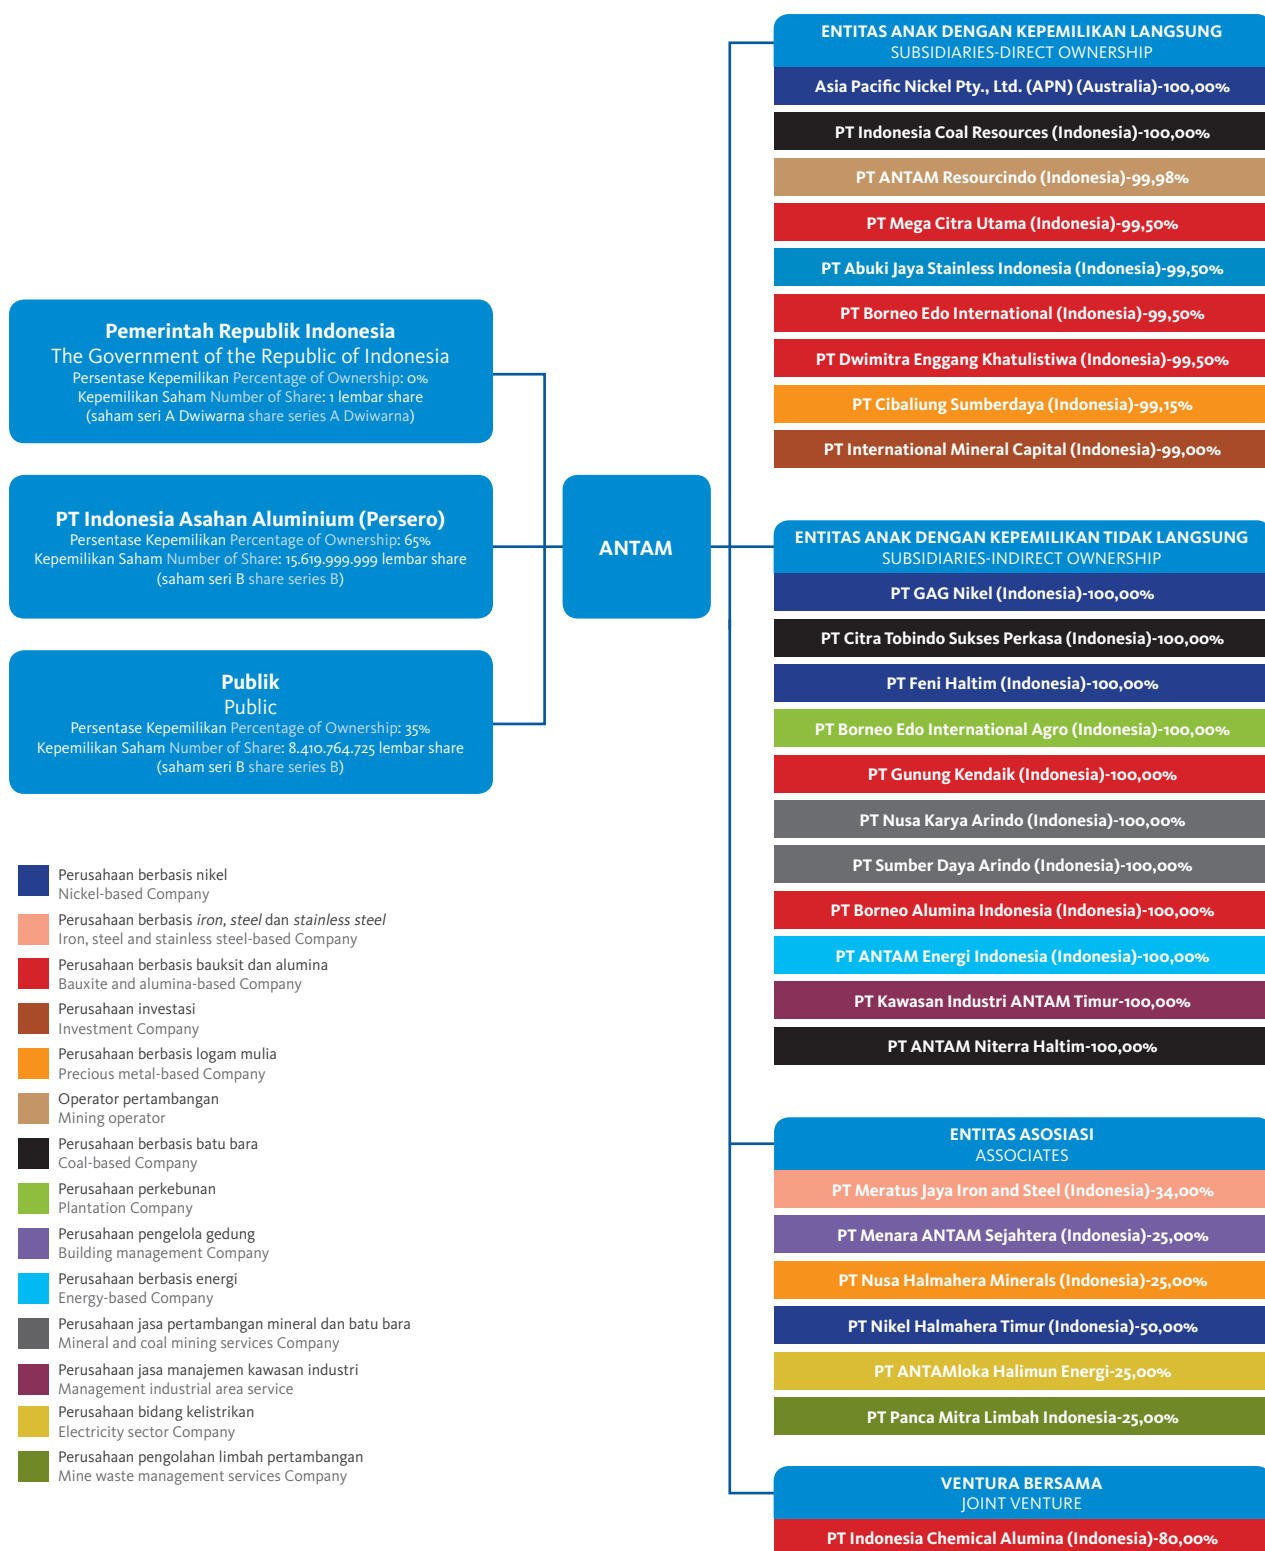 Pemerintah Republik Indonesia
The Government of the Republic of Indonesia
Persentase Kepemilikan Percentage of Ownership: 0%
Kepemilikan Saham Number of Share: 1 lembar share
(saham seri A Dwiwarna share series A Dwiwarna)
PT Indonesia Asahan Aluminium (Persero)
Persentase Kepemilikan Percentage of Ownership: 65%
Kepemilikan Saham Number of Share: 15.619.999.999 lembar share
(saham seri B share series B)
Publik
Public
Persentase Kepemilikan Percentage of Ownership: 35%
Kepemilikan Saham Number of Share: 8.410.764.725 lembar share
(saham seri B share series B)
ANTAM
ENTITAS ANAK DENGAN KEPEMILIKAN LANGSUNG
SUBSIDIARIES-DIRECT OWNERSHIP
Asia Pacific Nickel Pty., Ltd. (APN) (Australia)-100,00%
PT Indonesia Coal Resources (Indonesia)-100,00%
PT ANTAM Resourcindo (Indonesia)-99,98%
PT Mega Citra Utama (Indonesia)-99,50%
PT Abuki Jaya Stainless Indonesia (Indonesia)-99,50%
PT Borneo Edo International (Indonesia)-99,50%
PT Dwimitra Enggang Khatulistiwa (Indonesia)-99,50%
PT Cibaliung Sumberdaya (Indonesia)-99,15%
PT International Mineral Capital (Indonesia)-99,00%
ENTITAS ANAK DENGAN KEPEMILIKAN TIDAK LANGSUNG
SUBSIDIARIES-INDIRECT OWNERSHIP
PT GAG Nikel (Indonesia)-100,00%
PT Citra Tobindo Sukses Perkasa (Indonesia)-100,00%
PT Feni Haltim (Indonesia)-100,00%
PT Borneo Edo International Agro (Indonesia)-100,00%
PT Gunung Kendaik (Indonesia)-100,00%
PT Nusa Karya Arindo (Indonesia)-100,00%
PT Sumber Daya Arindo (Indonesia)-100,00%
PT Borneo Alumina Indonesia (Indonesia)-100,00%
PT ANTAM Energi Indonesia (Indonesia)-100,00%
PT Kawasan Industri ANTAM Timur-100,00%
PT ANTAM Niterra Haltim-100,00%
ENTITAS ASOSIASI
ASSOCIATES
PT Meratus Jaya Iron and Steel (Indonesia)-34,00%
PT Menara ANTAM Sejahtera (Indonesia)-25,00%
PT Nusa Halmahera Minerals (Indonesia)-25,00%
PT Nikel Halmahera Timur (Indonesia)-50,00%
PT ANTAMloka Halimun Energi-25,00%
PT Panca Mitra Limbah Indonesia-25,00%
VENTURA BERSAMA
JOINT VENTURE
PT Indonesia Chemical Alumina (Indonesia)-80,00%
Perusahaan berbasis nikel
Nickel-based Company
Perusahaan berbasis iron, steel dan stainless steel
Iron, steel and stainless steel-based Company
Perusahaan berbasis bauksit dan alumina
Bauxite and alumina-based Company
Perusahaan investasi
Investment Company
Perusahaan berbasis logam mulia
Precious metal-based Company
Operator pertambangan
Mining operator
Perusahaan berbasis batu bara
Coal-based Company
Perusahaan perkebunan
Plantation Company
Perusahaan pengelola gedung
Building management Company
Perusahaan berbasis energi
Energy-based Company
Perusahaan jasa pertambangan mineral dan batu bara
Mineral and coal mining services Company
Perusahaan jasa manajemen kawasan industri
Management industrial area service
Perusahaan bidang kelistrikan
Electricity sector Company
Perusahaan pengolahan limbah pertambangan
Mine waste management services Company